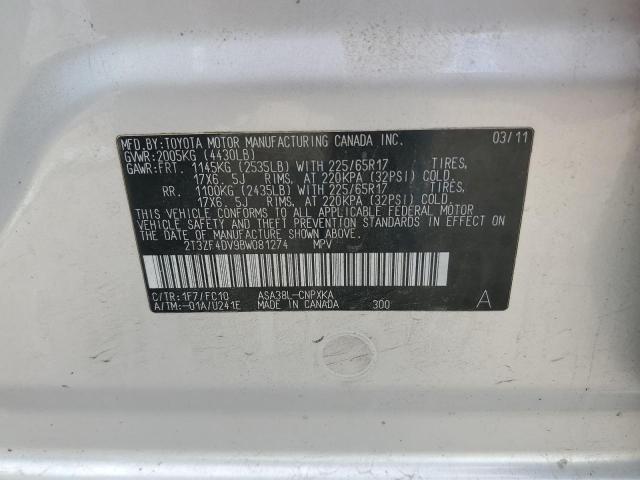 MFD.BY:TOYOTA MOTOR MANUFACTURING CANADA INC. 03/11
GVWR:2005KG (4430LB)
GAWR:FRT. 1145KG (2535LB) WITH 225/65R17 TIRES,
17X6.5J RIMS, AT 220KPA (32PSI) COLD.
RR. 1100KG (2435LB) WITH 225/65R17 TIRES,
17X6.5J RIMS, AT 220KPA (32PSI) COLD.
THIS VEHICLE CONFORMS TO ALL APPLICABLE FEDERAL MOTOR
VEHICLE SAFETY AND THEFT PREVENTION STANDARDS IN EFFECT
ON THE DATE OF MANUFACTURE SHOWN ABOVE.
2T3ZF4DV9BW081274 MPV
C/TR:1F7/FC10 ASA38L-CNPXKA
A/TM:-01A/U241E MADE IN CANADA 300 A